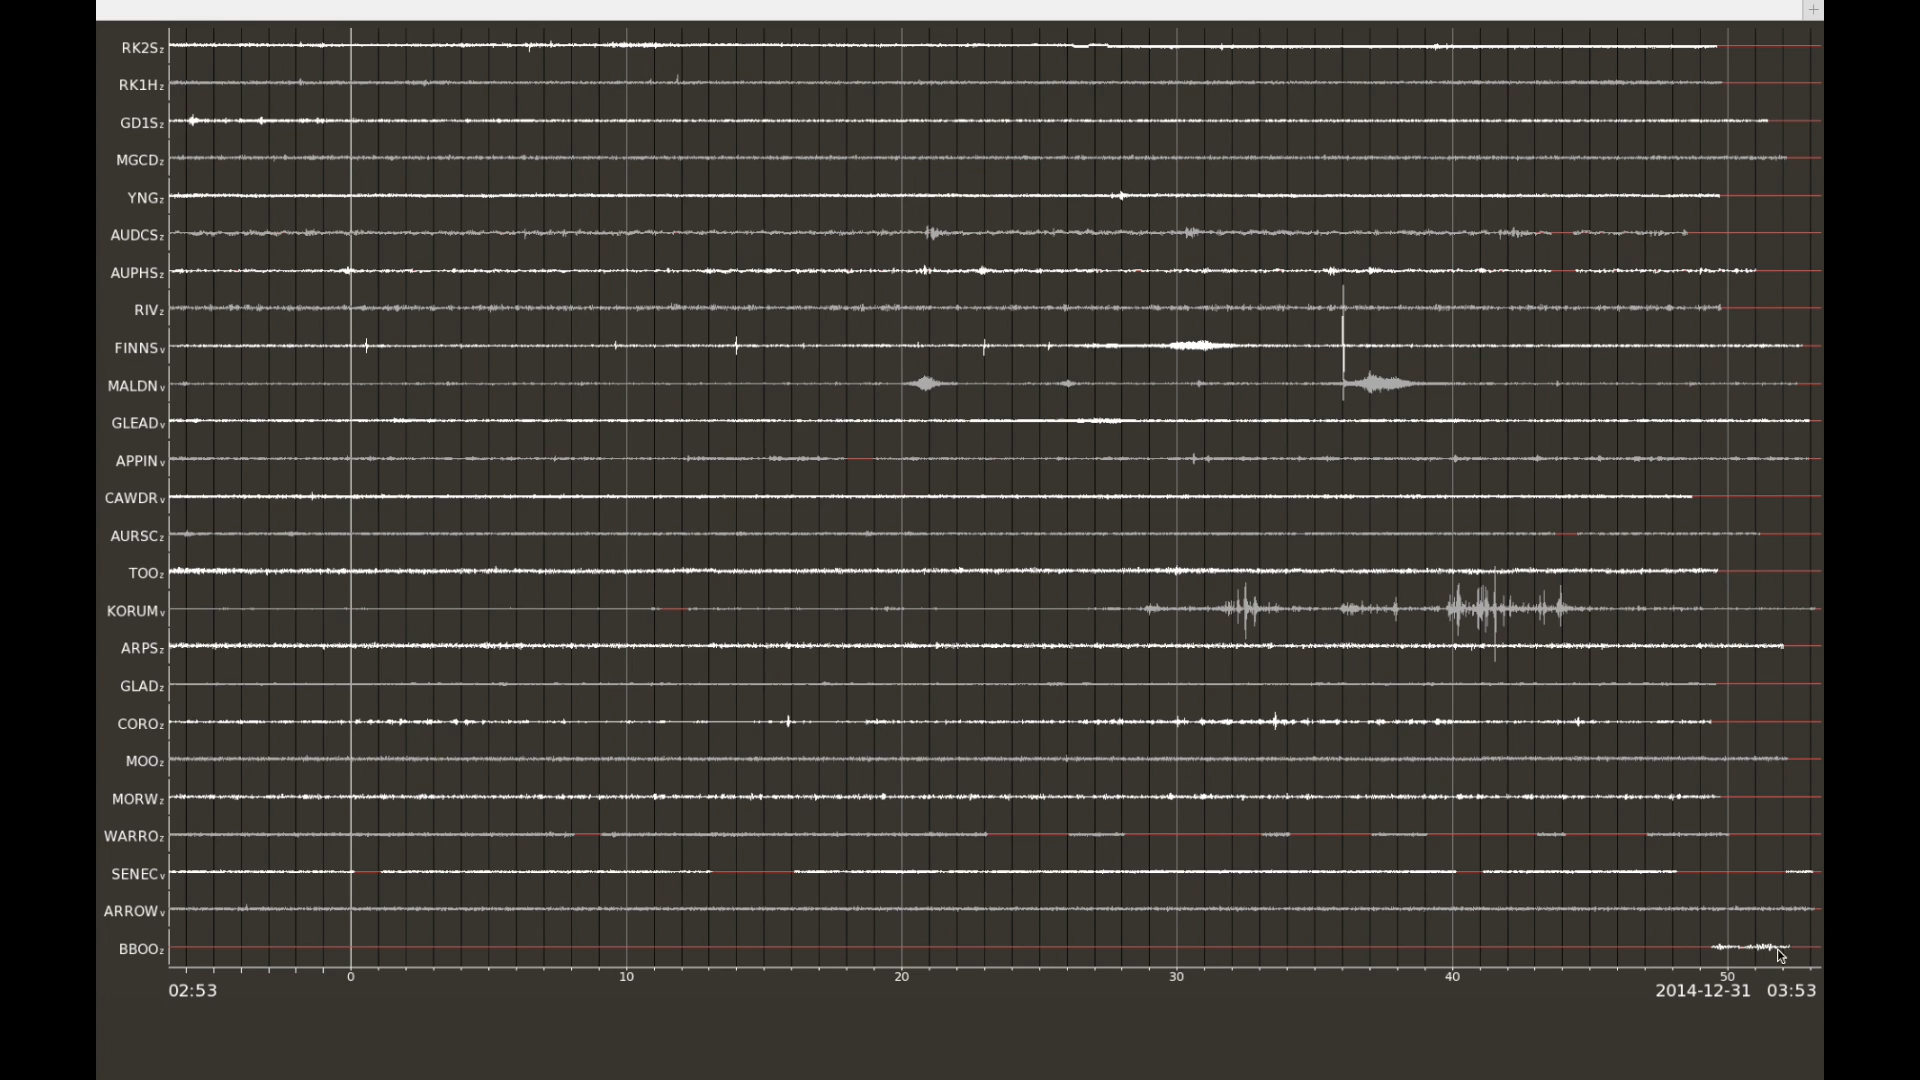 +
RK2Sz
RK1Hz
GD1Sz
MGCDz
YNGz
AUDCSz
AUPHSz
RIVz
FINNSv
MALDNv
GLEADv
APPINv
CAWDRv
AURSCz
TOOz
KORUMv
ARPSz
GLADz
COROz
MOOz
MORWz
WARROz
SENECv
ARROWv
BBOOz
0 10 20 30 40 50
02:53 2014-12-31 03:53